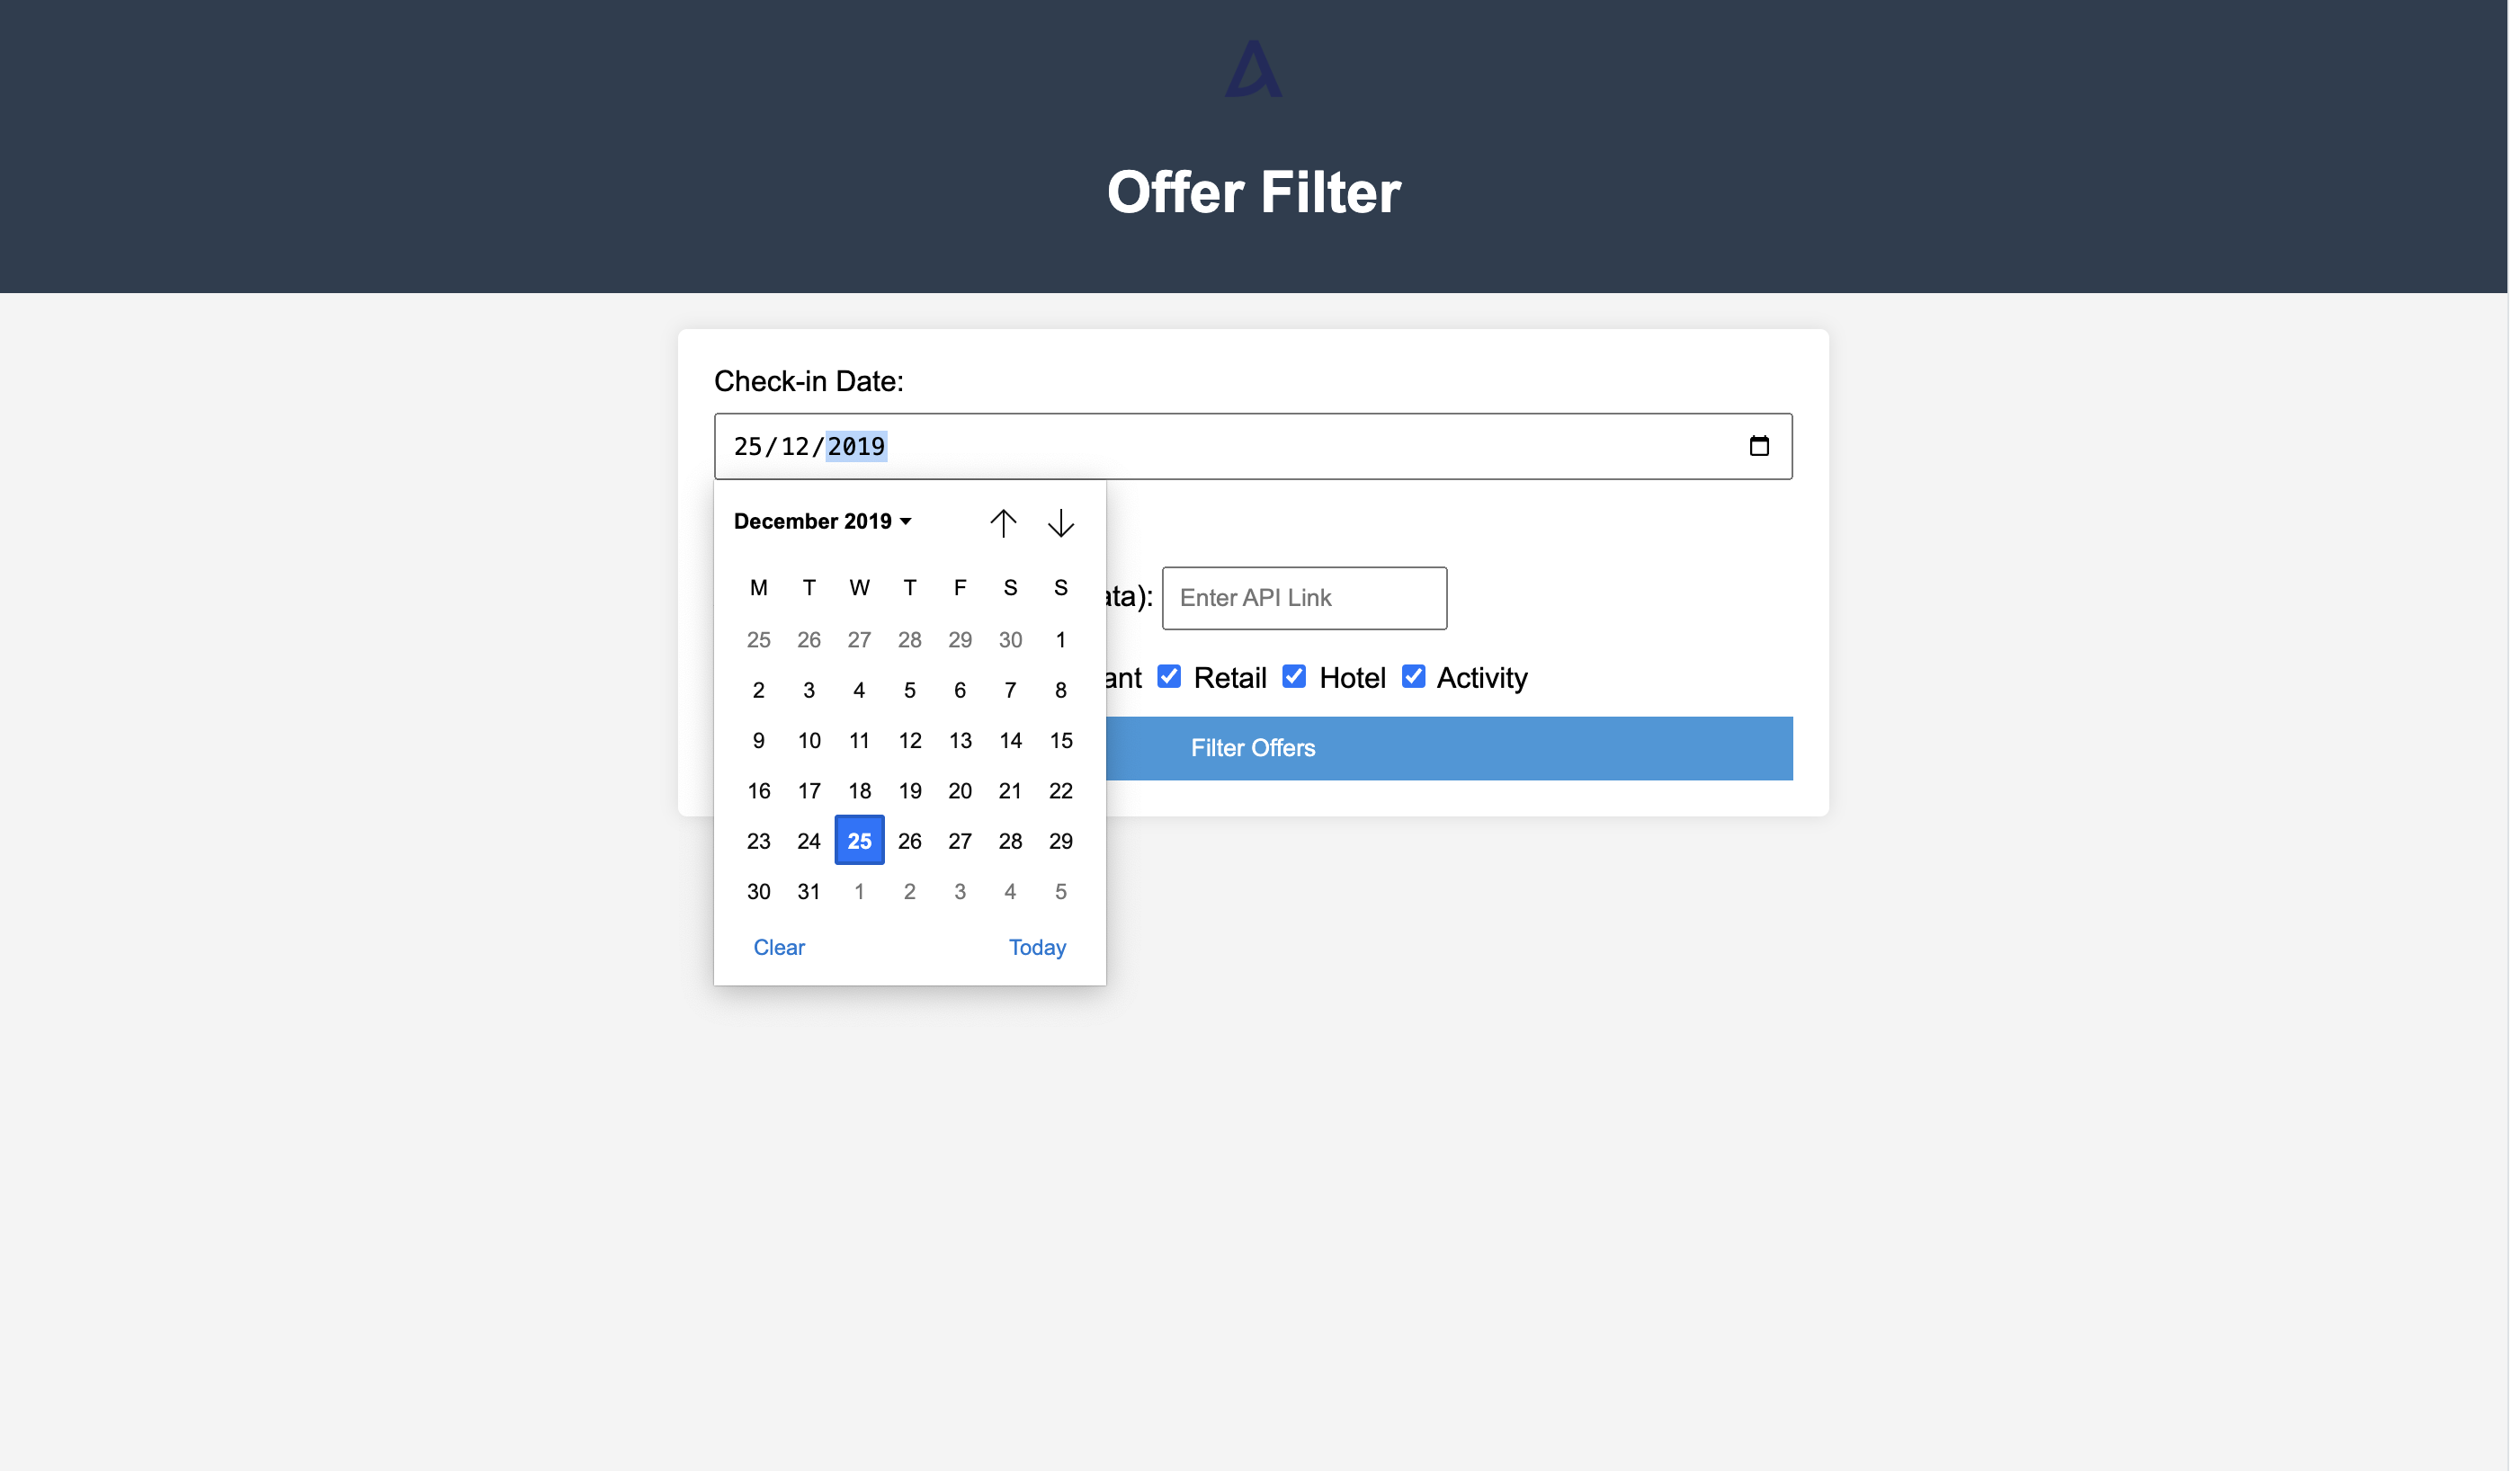 Offer Filter
Check-in Date:
25/12/2019
December 2019
M T W T F S S
25 26 27 28 29 30 1
2 3 4 5 6 7 8
9 10 11 12 13 14 15
16 17 18 19 20 21 22
23 24 25 26 27 28 29
30 31 1 2 3 4 5
Clear Today
ata): Enter API Link
ant Retail Hotel Activity
Filter Offers